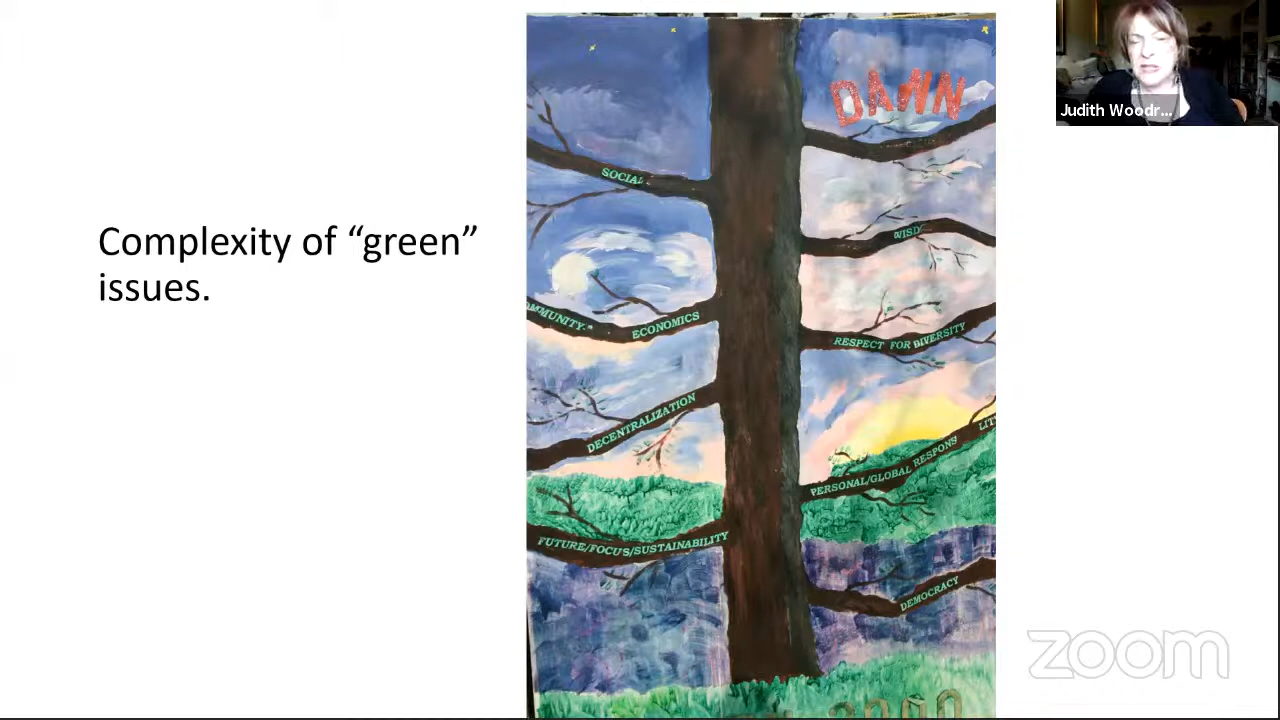 Complexity of “green”
issues.
DAWN
SOCIAL
WISD
ECONOMICS
RESPECT FOR DIVERSITY
DECENTRALIZATION
PERSONAL/GLOBAL RESPONS
FUTURE/FOCUS/SUSTAINABILITY
DEMOCRACY
Judith Woodr...
zoom